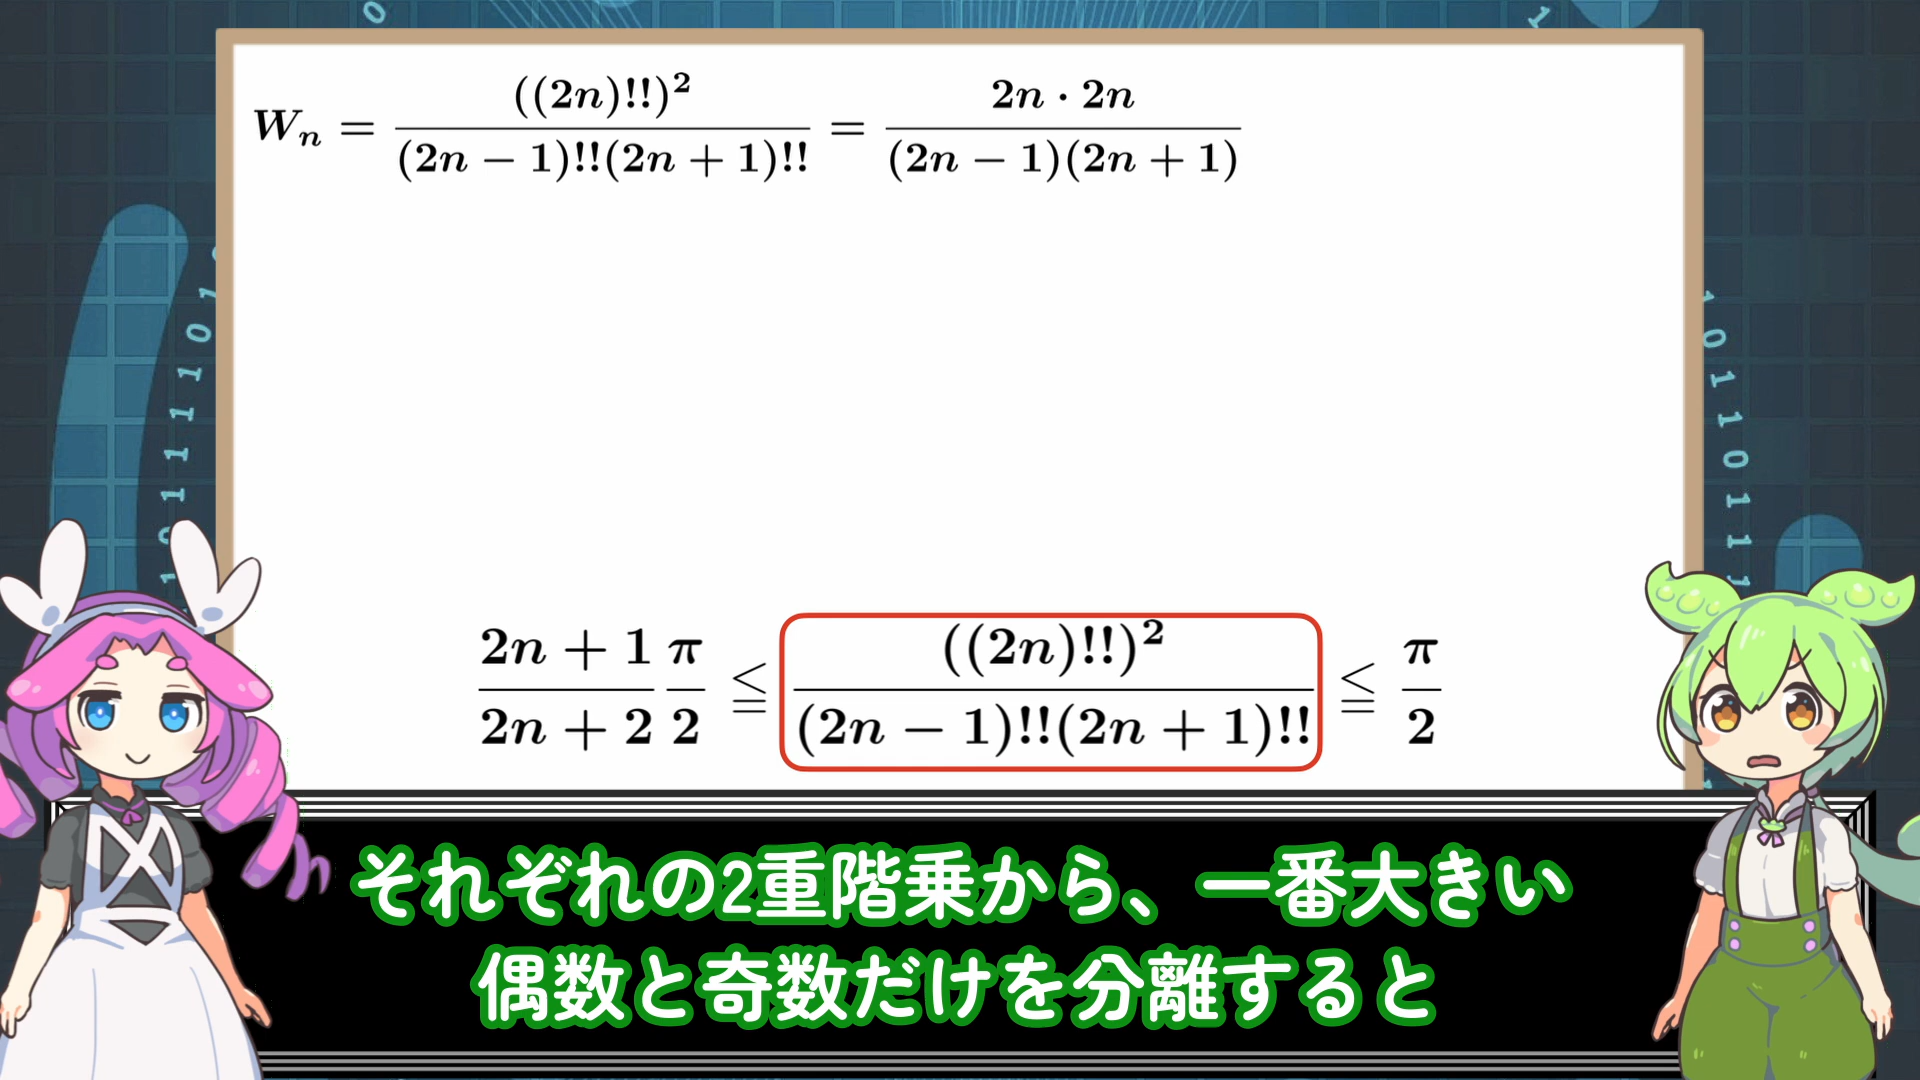 Wₙ = ((2n)!!)² / (2n − 1)!!(2n + 1)!! = 2n · 2n / (2n − 1)(2n + 1)
2n + 1 / 2n + 2 π / 2 ≦ ((2n)!!)² / (2n − 1)!!(2n + 1)!! ≦ π / 2
それぞれの2重階乗から、一番大きい
偶数と奇数だけを分離すると